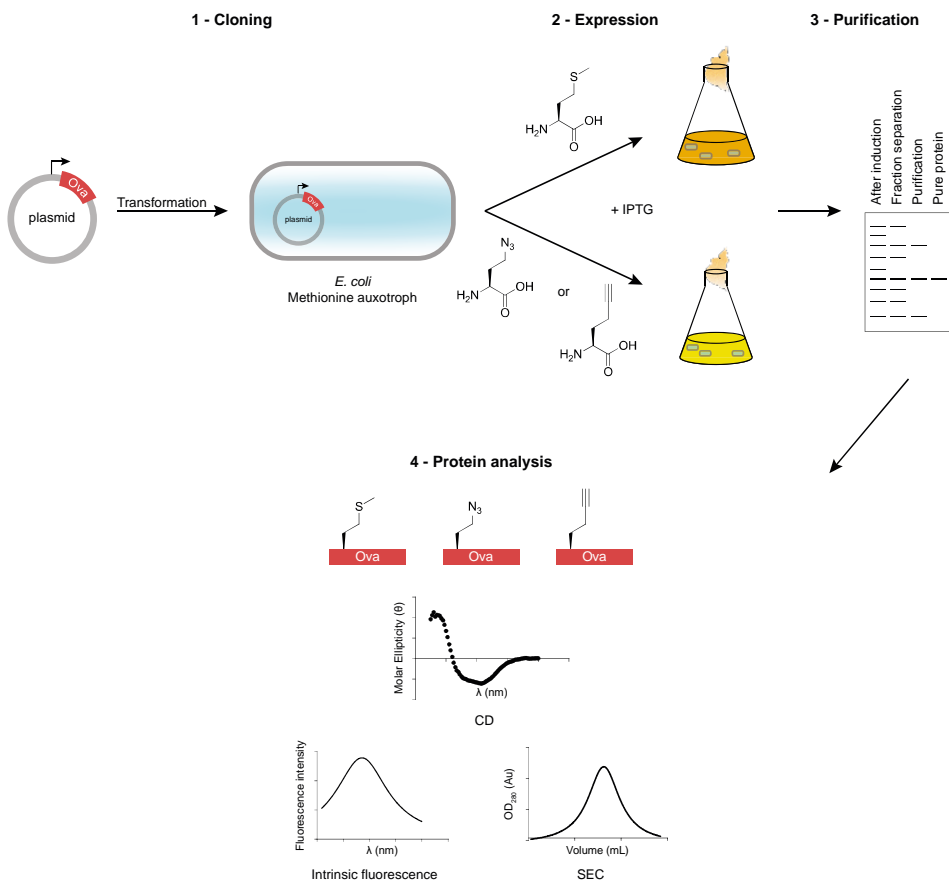 1 - Cloning
2 - Expression
3 - Purification
S
H₂N
OH
O
Ova
plasmid
Transformation
Ova
plasmid
E. coli
Methionine auxotroph
+ IPTG
N₃
H₂N
OH
O
or
H₂N
OH
O
After induction
Fraction separation
Purification
Pure protein
4 - Protein analysis
S
N₃
Ova
Ova
Ova
Molar Ellipticity (θ)
λ (nm)
CD
Fluorescence intensity
λ (nm)
Intrinsic fluorescence
OD₂₈₀ (Au)
Volume (mL)
SEC